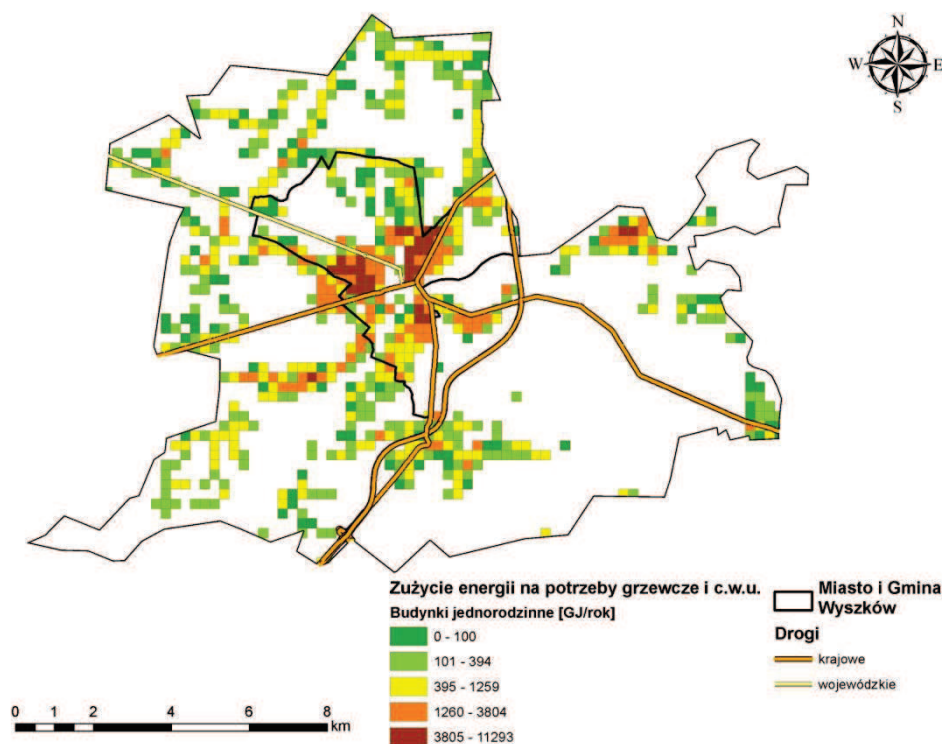 N
W E
S
Zużycie energii na potrzeby grzewcze i c.w.u.
Budynki jednorodzinne [GJ/rok]
0 - 100
101 - 394
395 - 1259
1260 - 3804
3805 - 11293
Miasto i Gmina
Wyszków
Drogi
krajowe
wojewódzkie
0 1 2 4 6 8
km